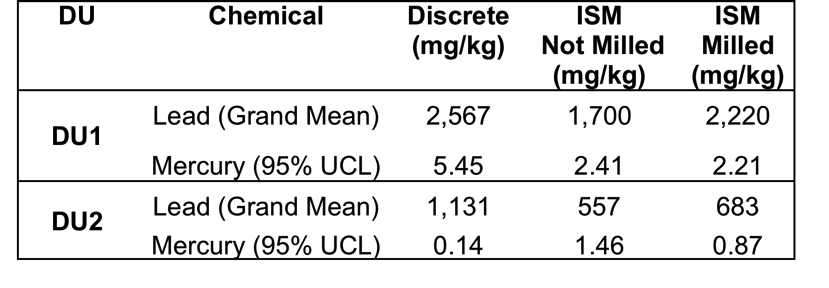 DU Chemical Discrete (mg/kg) ISM Not Milled (mg/kg) ISM Milled (mg/kg)
DU1 Lead (Grand Mean) 2,567 1,700 2,220
Mercury (95% UCL) 5.45 2.41 2.21
DU2 Lead (Grand Mean) 1,131 557 683
Mercury (95% UCL) 0.14 1.46 0.87